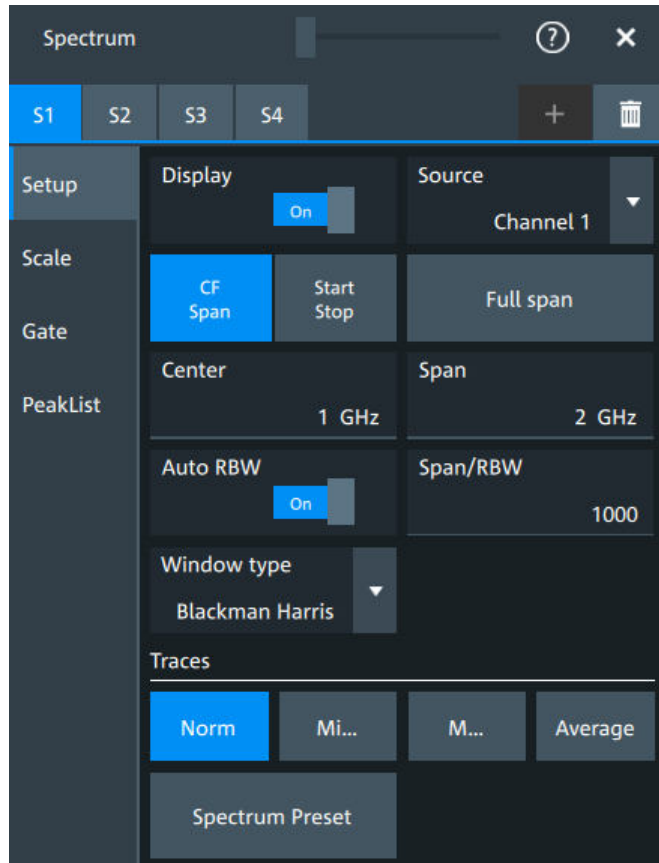 Spectrum
?
S1 S2 S3 S4 +
Setup
Scale
Gate
PeakList
Display
On
Source
Channel 1
CF
Span
Start
Stop
Full span
Center
1 GHz
Span
2 GHz
Auto RBW
On
Span/RBW
1000
Window type
Blackman Harris
Traces
Norm Mi... M... Average
Spectrum Preset